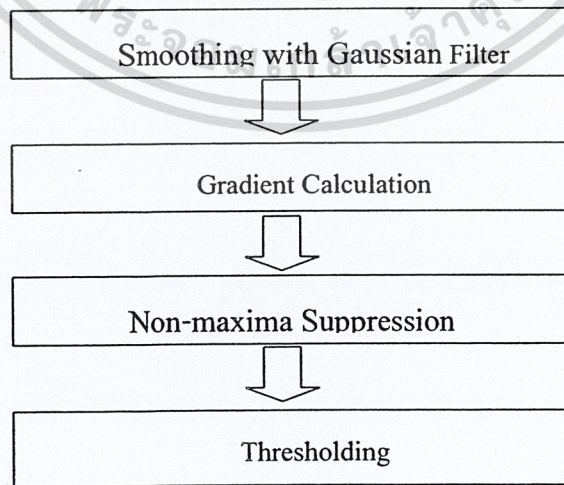 Smoothing with Gaussian Filter
Gradient Calculation
Non-maxima Suppression
Thresholding